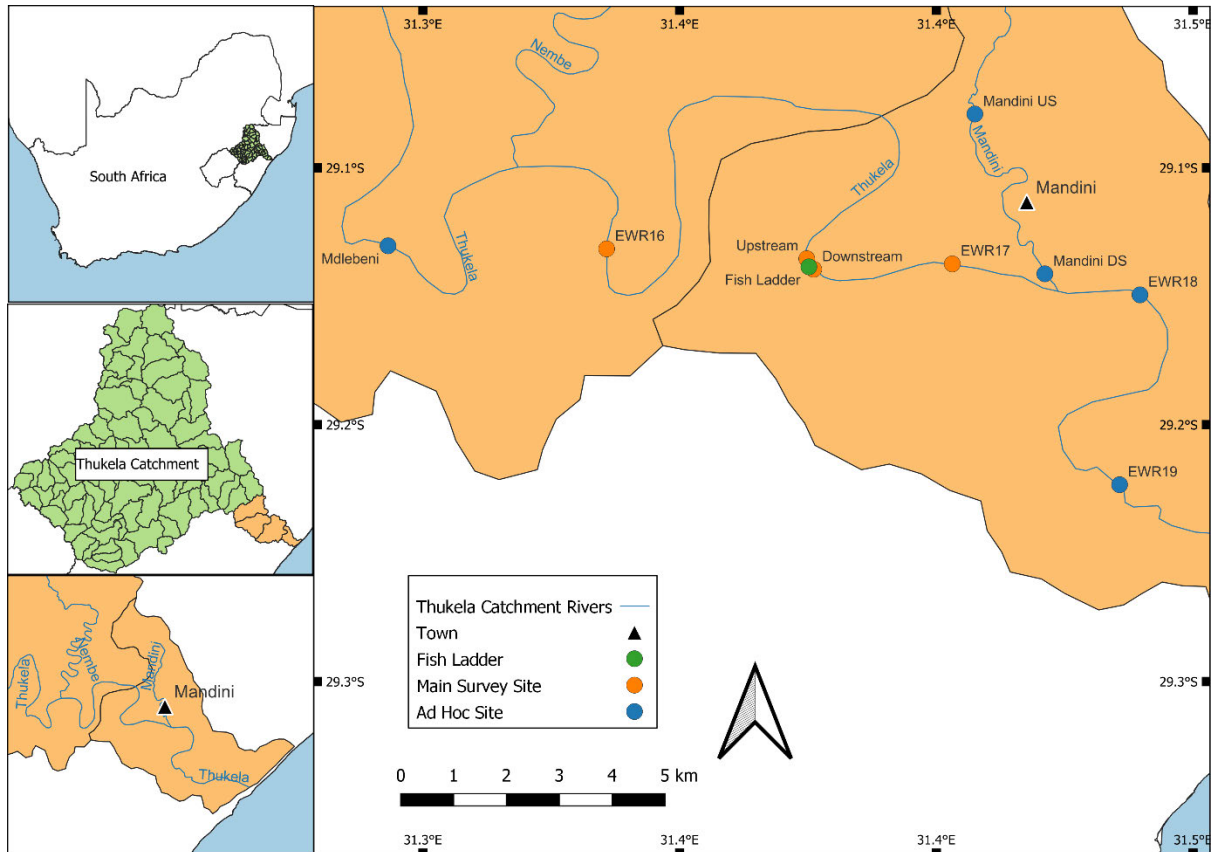 South Africa
Thukela Catchment
Thukela
Nembe
Mandini
Mandini
Thukela
31.3°E
31.4°E
31.4°E
31.5°E
29.1°S
29.2°S
29.3°S
29.1°S
29.2°S
29.3°S
31.3°E
31.4°E
31.4°E
31.5°E
Nembe
Mandini US
Mandini
Thukela
Mandini
EWR16
Mdlebeni
Thukela
Upstream
Downstream
Fish Ladder
EWR17
Mandini DS
EWR18
EWR19
Thukela Catchment Rivers
Town
Fish Ladder
Main Survey Site
Ad Hoc Site
0 1 2 3 4 5 km